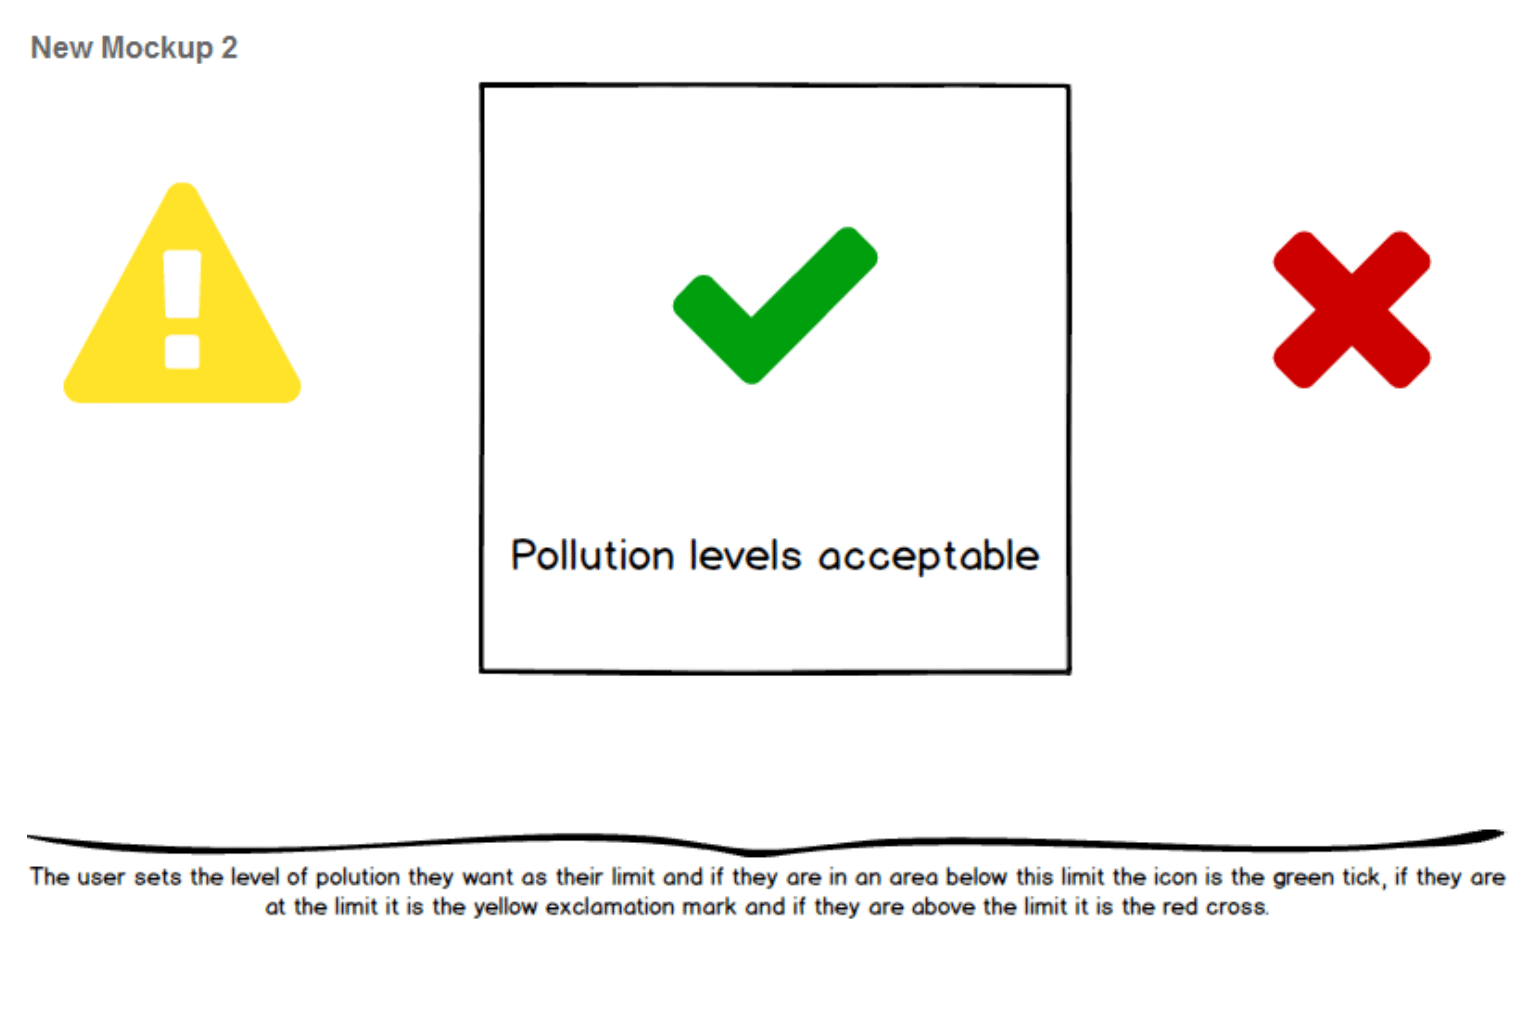 New Mockup 2
Pollution levels acceptable
The user sets the level of polution they want as their limit and if they are in an area below this limit the icon is the green tick, if they are
at the limit it is the yellow exclamation mark and if they are above the limit it is the red cross.